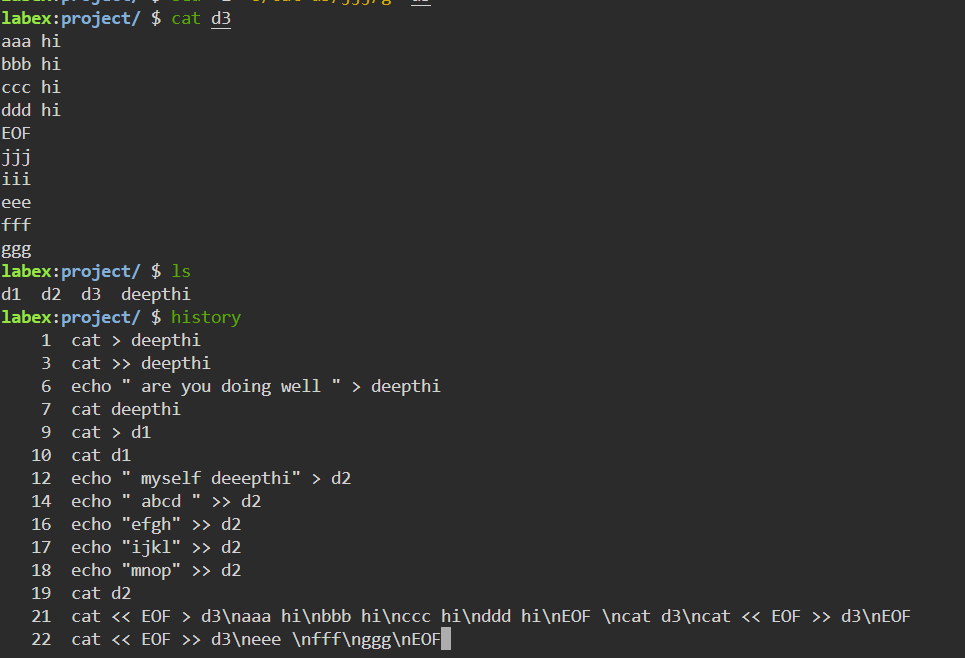 labex:project/ $ cat d3
aaa hi
bbb hi
ccc hi
ddd hi
EOF
jjj
iii
eee
fff
ggg
labex:project/ $ ls
d1  d2  d3  deepthi
labex:project/ $ history
    1  cat > deepthi
    3  cat >> deepthi
    6  echo " are you doing well " > deepthi
    7  cat deepthi
    9  cat > d1
   10  cat d1
   12  echo " myself deeepthi" > d2
   14  echo " abcd " >> d2
   16  echo "efgh" >> d2
   17  echo "ijkl" >> d2
   18  echo "mnop" >> d2
   19  cat d2
   21  cat << EOF > d3\naaa hi\nbbb hi\nccc hi\nddd hi\nEOF \ncat d3\ncat << EOF >> d3\nEOF
   22  cat << EOF >> d3\neee \nfff\nggg\nEOF